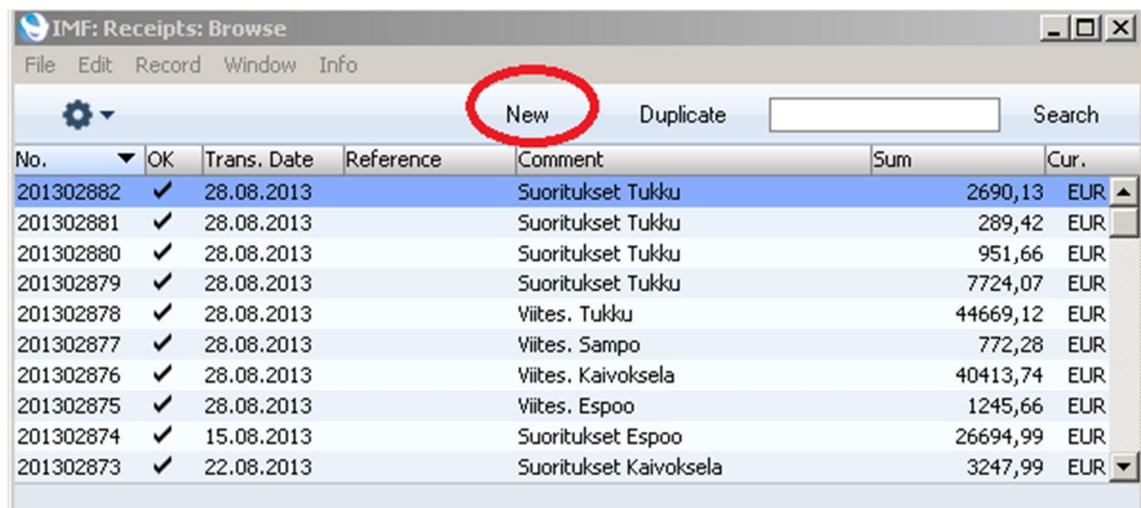 IMF: Receipts: Browse
File Edit Record Window Info
New Duplicate Search
No. OK Trans. Date Reference Comment Sum Cur.
201302882 28.08.2013 Suoritukset Tukku 2690,13 EUR
201302881 28.08.2013 Suoritukset Tukku 289,42 EUR
201302880 28.08.2013 Suoritukset Tukku 951,66 EUR
201302879 28.08.2013 Suoritukset Tukku 7724,07 EUR
201302878 28.08.2013 Viites. Tukku 44669,12 EUR
201302877 28.08.2013 Viites. Sampo 772,28 EUR
201302876 28.08.2013 Viites. Kaivoksela 40413,74 EUR
201302875 28.08.2013 Viites. Espoo 1245,66 EUR
201302874 15.08.2013 Suoritukset Espoo 26694,99 EUR
201302873 22.08.2013 Suoritukset Kaivoksela 3247,99 EUR